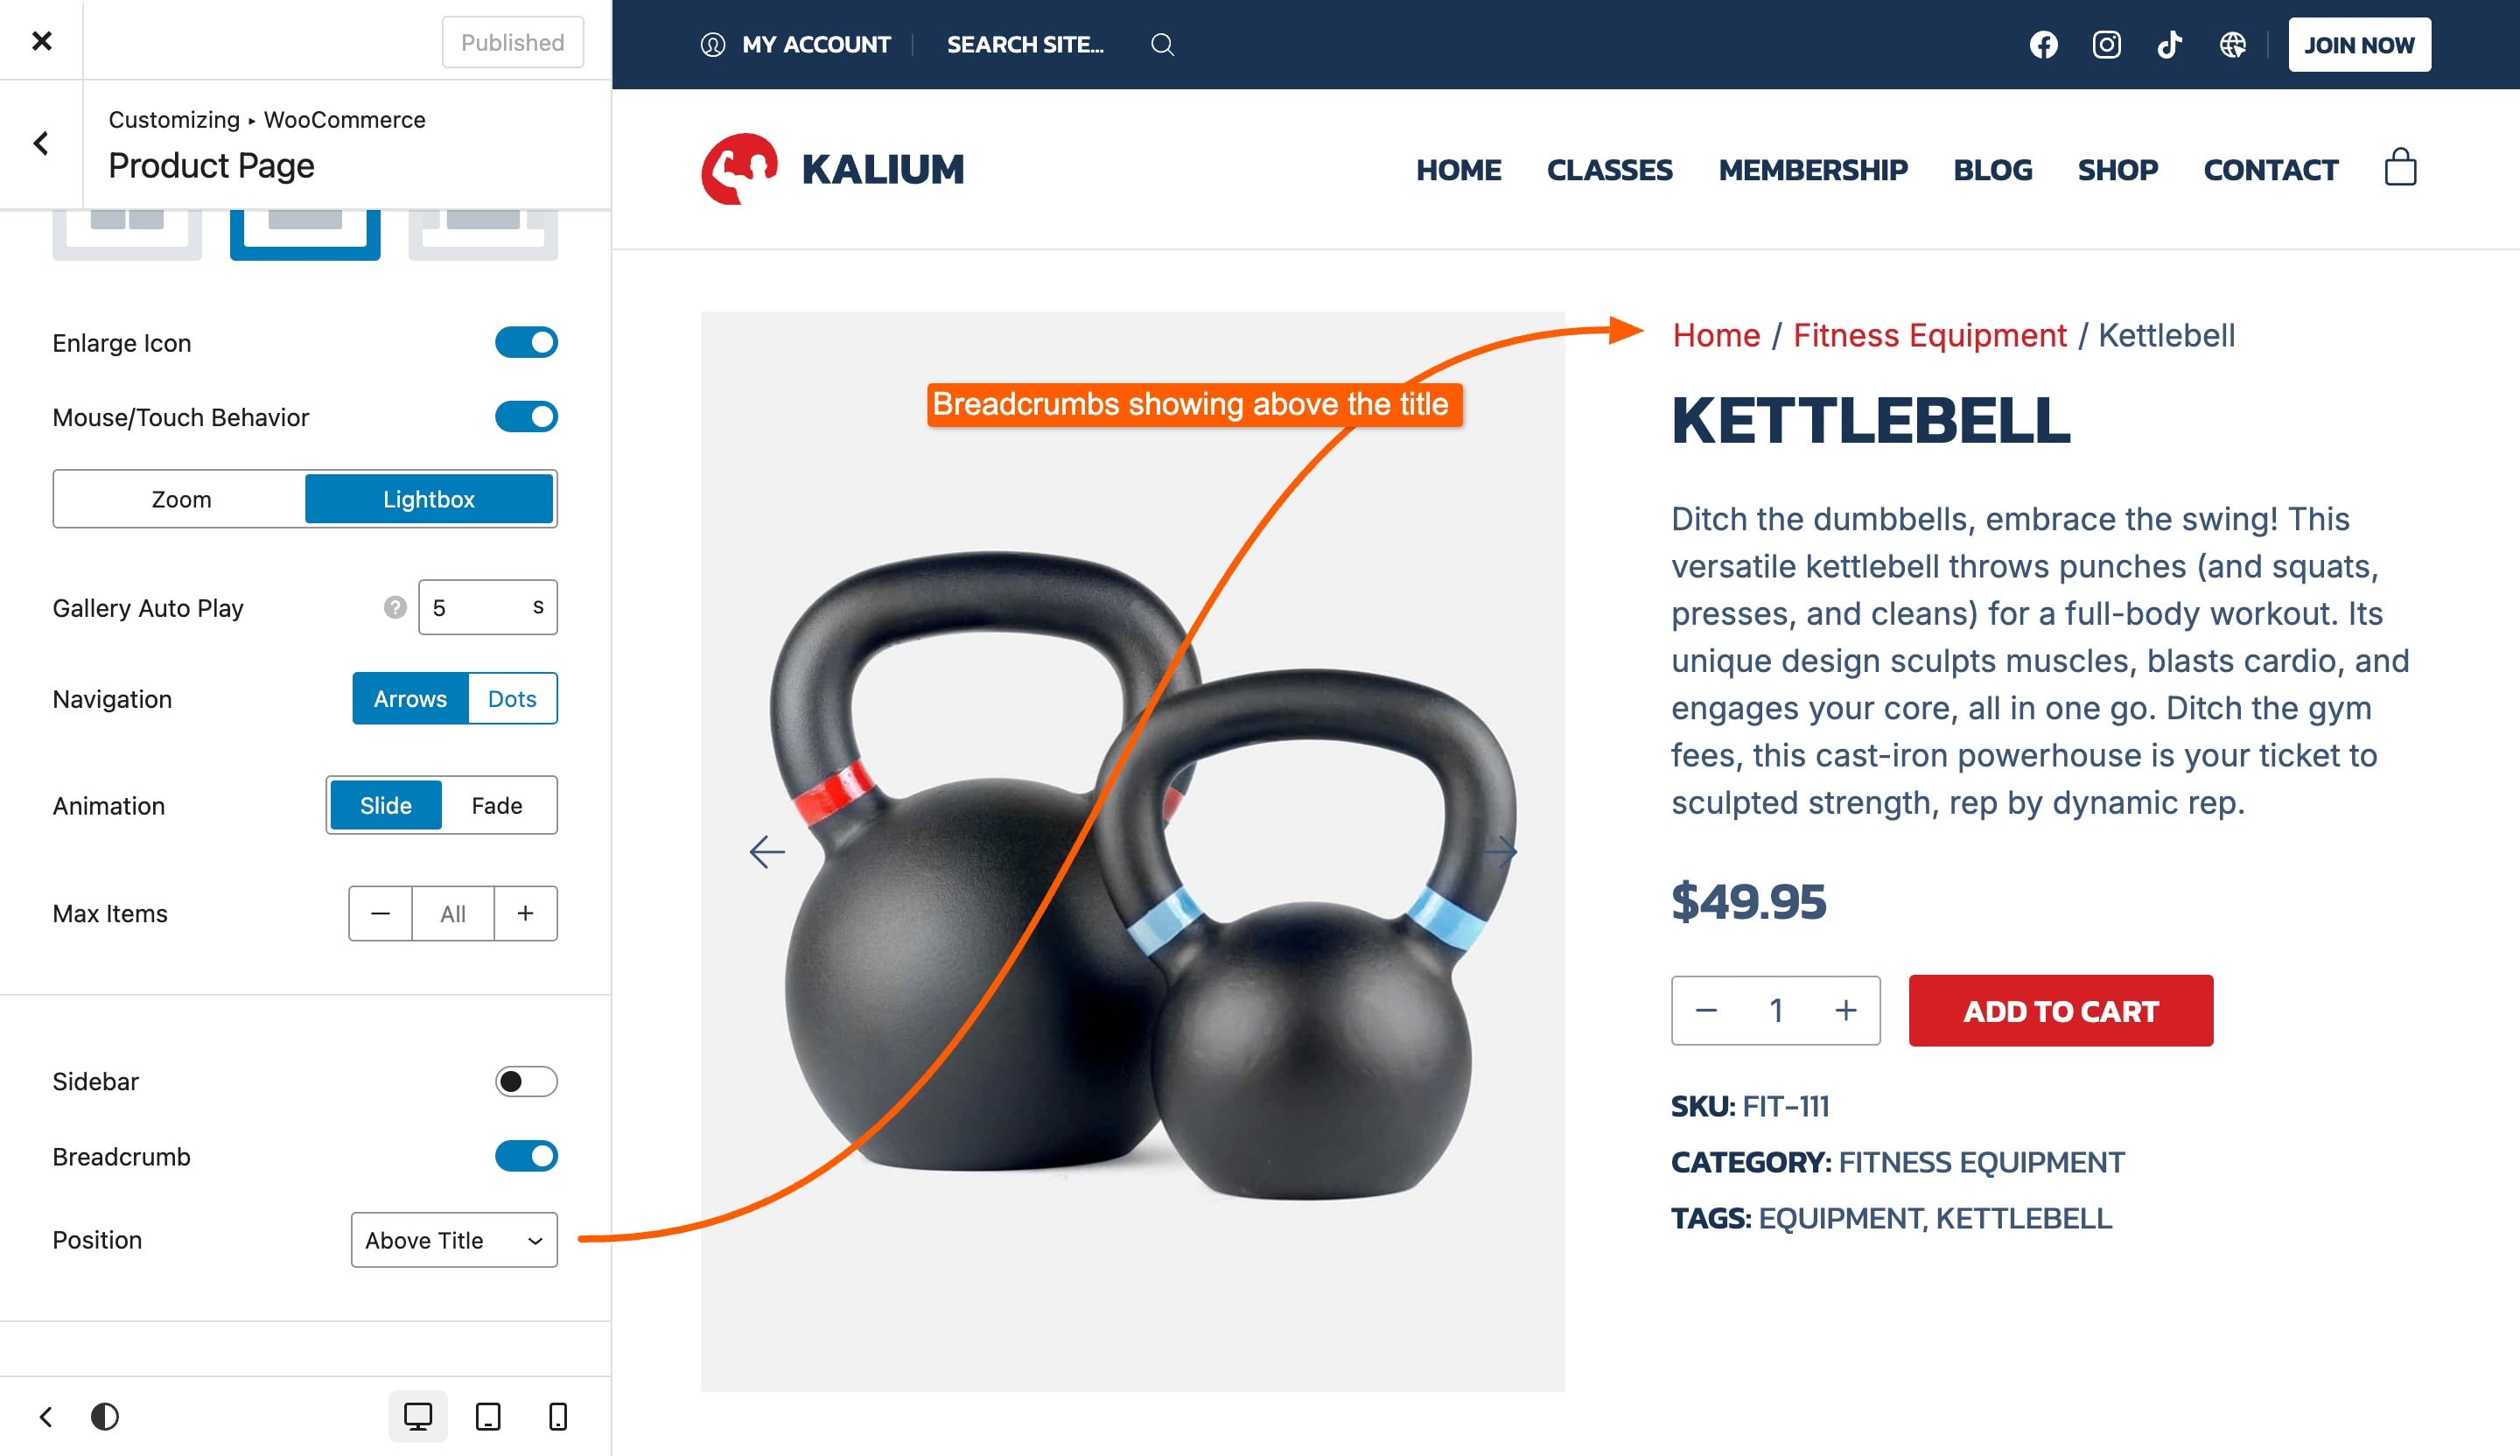 Published
Customizing ▸ WooCommerce
Product Page
Enlarge Icon
Mouse/Touch Behavior
Zoom
Lightbox
Gallery Auto Play
?
5
s
Navigation
Arrows
Dots
Animation
Slide
Fade
Max Items
All
Sidebar
Breadcrumb
Position
Above Title
MY ACCOUNT
SEARCH SITE...
JOIN NOW
KALIUM
HOME
CLASSES
MEMBERSHIP
BLOG
SHOP
CONTACT
Breadcrumbs showing above the title
Home / Fitness Equipment / Kettlebell
KETTLEBELL
Ditch the dumbbells, embrace the swing! This
versatile kettlebell throws punches (and squats,
presses, and cleans) for a full-body workout. Its
unique design sculpts muscles, blasts cardio, and
engages your core, all in one go. Ditch the gym
fees, this cast-iron powerhouse is your ticket to
sculpted strength, rep by dynamic rep.
$49.95
− 1 +
ADD TO CART
SKU: FIT-111
CATEGORY: FITNESS EQUIPMENT
TAGS: EQUIPMENT, KETTLEBELL